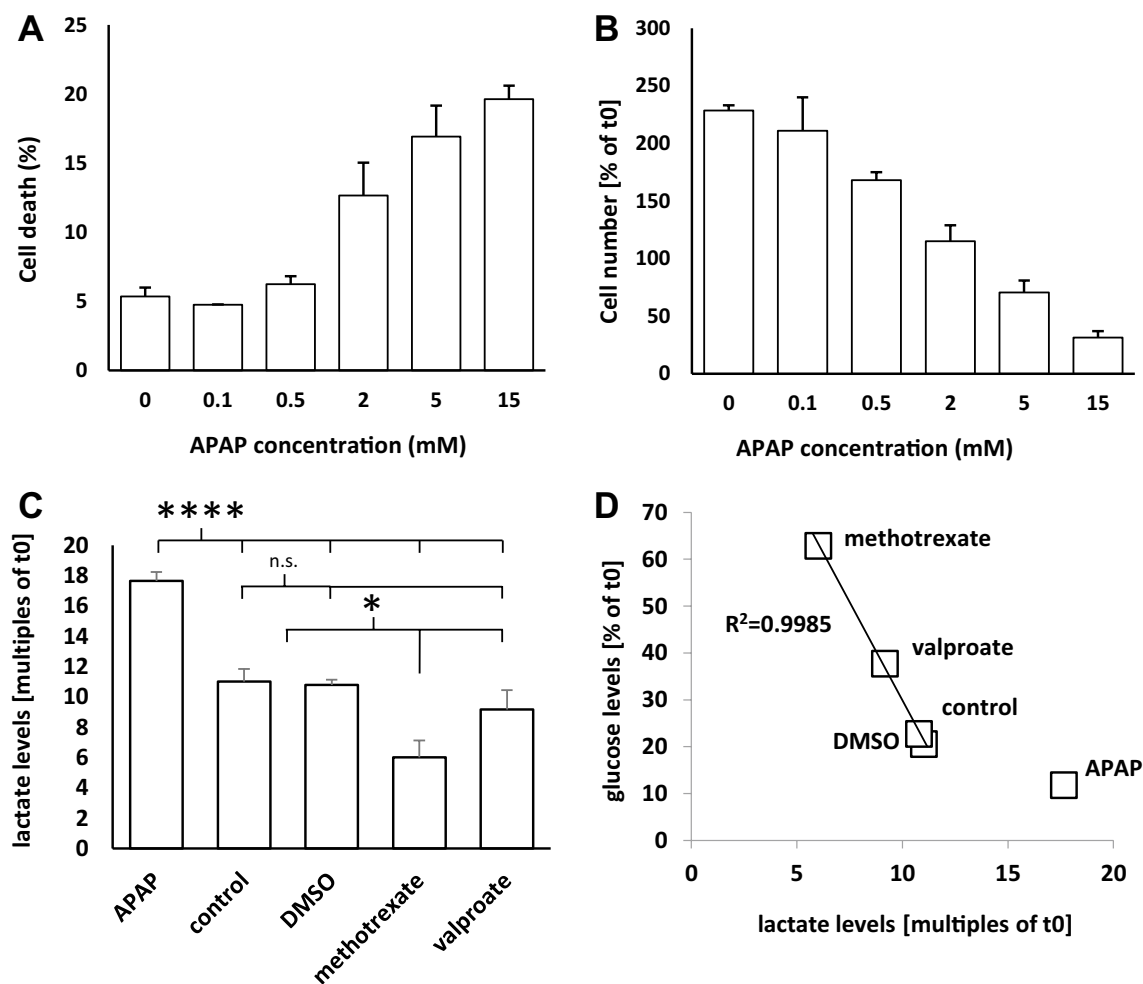 A
25
20
15
10
5
0
Cell death (%)
0 0.1 0.5 2 5 15
APAP concentration (mM)
B
300
250
200
150
100
50
0
Cell number [% of t0]
0 0.1 0.5 2 5 15
APAP concentration (mM)
C
****
n.s.
*
20
18
16
14
12
10
8
6
4
2
0
lactate levels [multiples of t0]
APAP
control
DMSO
methotrexate
valproate
D
70
60
50
40
30
20
10
0
glucose levels [% of t0]
methotrexate
R²=0.9985
valproate
control
DMSO
APAP
0 5 10 15 20
lactate levels [multiples of t0]